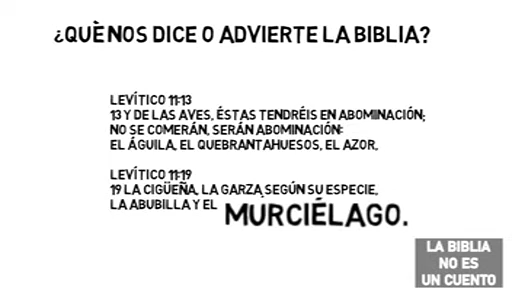 ¿QUÈ NOS DICE O ADVIERTE LA BIBLIA?
LEVÍTICO 11:13
13 Y DE LAS AVES, ÉSTAS TENDRÉIS EN ABOMINACIÓN;
NO SE COMERÁN, SERÁN ABOMINACIÓN:
EL ÁGUILA, EL QUEBRANTAHUESOS, EL AZOR,
LEVÍTICO 11:19
19 LA CIGÜEÑA, LA GARZA SEGÚN SU ESPECIE,
LA ABUBILLA Y EL MURCIÉLAGO.
LA BIBLIA
NO ES
UN CUENTO